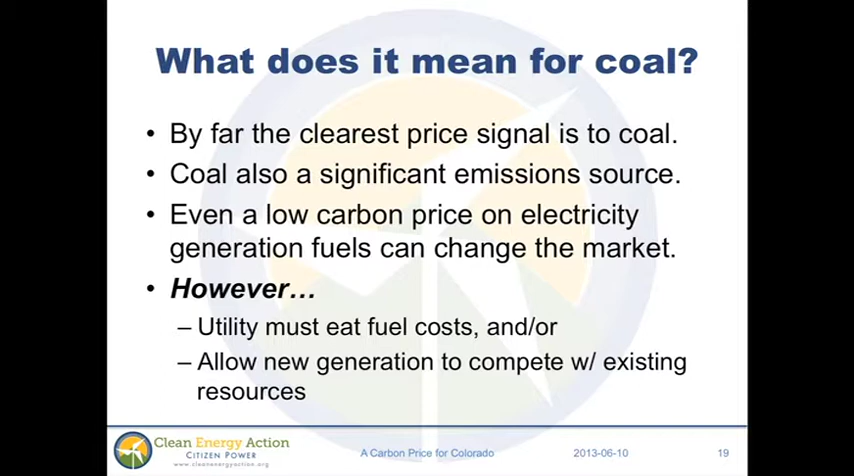 What does it mean for coal?
• By far the clearest price signal is to coal.
• Coal also a significant emissions source.
• Even a low carbon price on electricity
generation fuels can change the market.
• However…
– Utility must eat fuel costs, and/or
– Allow new generation to compete w/ existing
resources
Clean Energy Action
CITIZEN POWER
www.cleanenergyaction.org
A Carbon Price for Colorado
2013-06-10
19